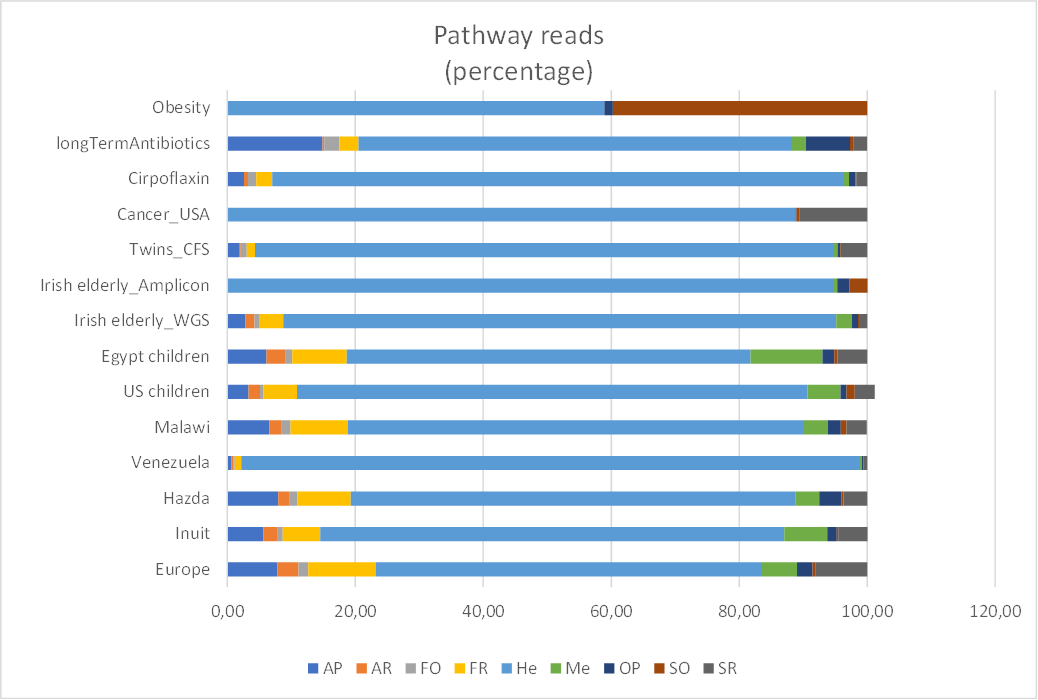 Pathway reads
(percentage)
Obesity
longTermAntibiotics
Cirpoflaxin
Cancer_USA
Twins_CFS
Irish elderly_Amplicon
Irish elderly_WGS
Egypt children
US children
Malawi
Venezuela
Hazda
Inuit
Europe
0,00 20,00 40,00 60,00 80,00 100,00 120,00
AP AR FO FR He Me OP SO SR